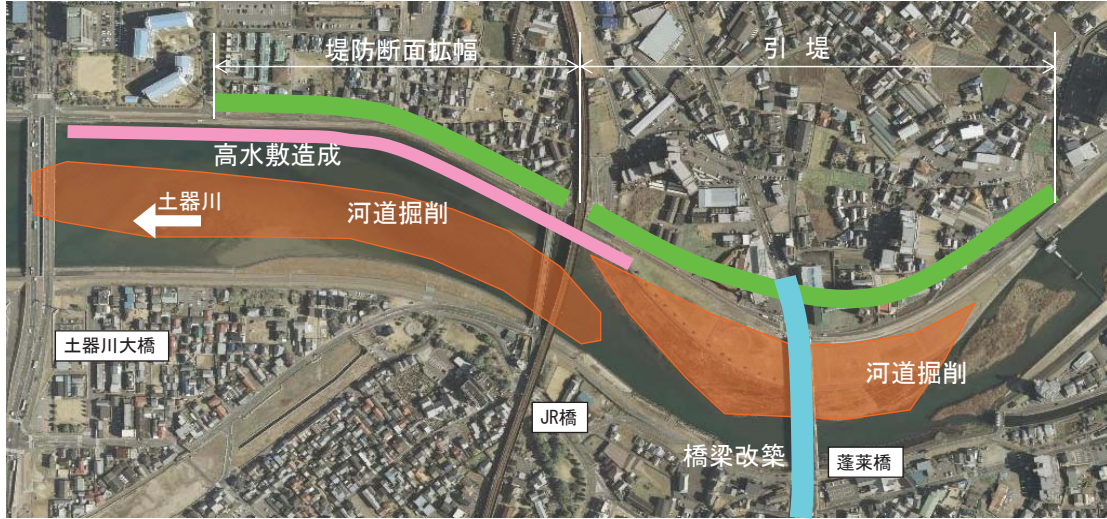 堤防断面拡幅
引 堤
高水敷造成
土器川
河道掘削
河道掘削
土器川大橋
JR橋
橋梁改築
蓬莱橋